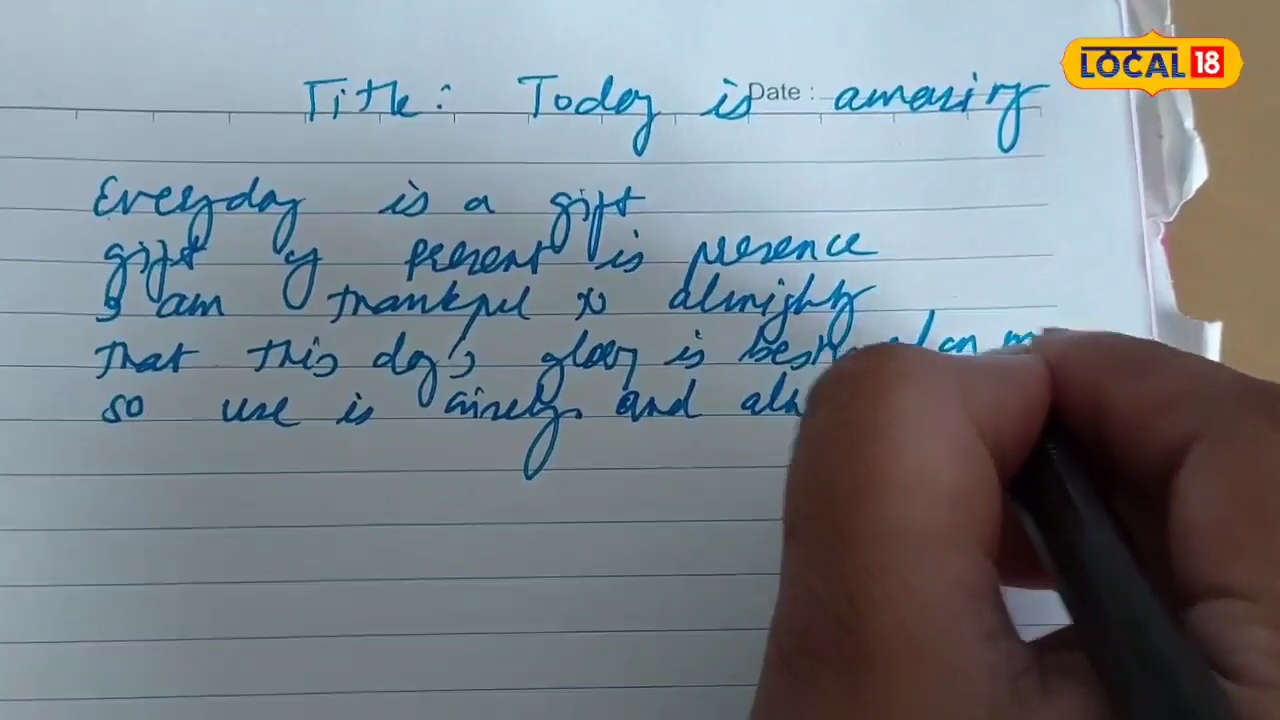 LOCAL 18
Date :
Title: Today is amazing
Everyday is a gift
gift of present is presence
I am thankful to almighty
that this day's glory is on
so use is and